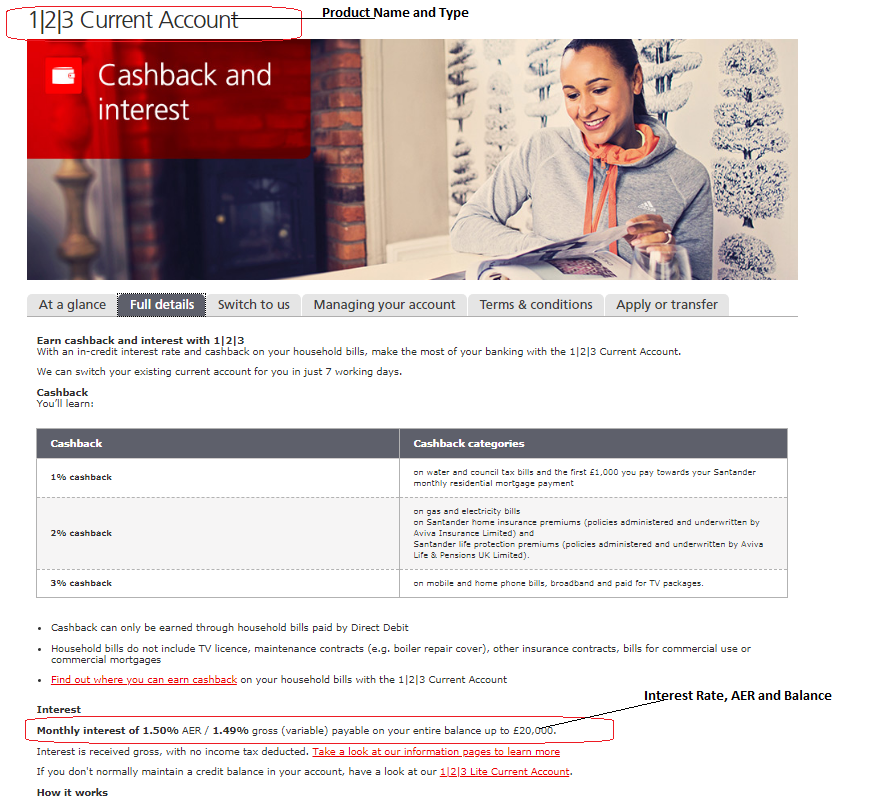 1|2|3 Current Account
Product Name and Type
Cashback and
interest
adidas
At a glance
Full details
Switch to us
Managing your account
Terms & conditions
Apply or transfer
Earn cashback and interest with 1|2|3
With an in-credit interest rate and cashback on your household bills, make the most of your banking with the 1|2|3 Current Account.
We can switch your existing current account for you in just 7 working days.
Cashback
You'll learn:
Cashback
Cashback categories
1% cashback
on water and council tax bills and the first £1,000 you pay towards your Santander
monthly residential mortgage payment
2% cashback
on gas and electricity bills
on Santander home insurance premiums (policies administered and underwritten by
Aviva Insurance Limited) and
Santander life protection premiums (policies administered and underwritten by Aviva
Life & Pensions UK Limited).
3% cashback
on mobile and home phone bills, broadband and paid for TV packages.
• Cashback can only be earned through household bills paid by Direct Debit
• Household bills do not include TV licence, maintenance contracts (e.g. boiler repair cover), other insurance contracts, bills for commercial use or
commercial mortgages
• Find out where you can earn cashback on your household bills with the 1|2|3 Current Account
Interest Rate, AER and Balance
Interest
Monthly interest of 1.50% AER / 1.49% gross (variable) payable on your entire balance up to £20,000.
Interest is received gross, with no income tax deducted. Take a look at our information pages to learn more
If you don't normally maintain a credit balance in your account, have a look at our 1|2|3 Lite Current Account.
How it works